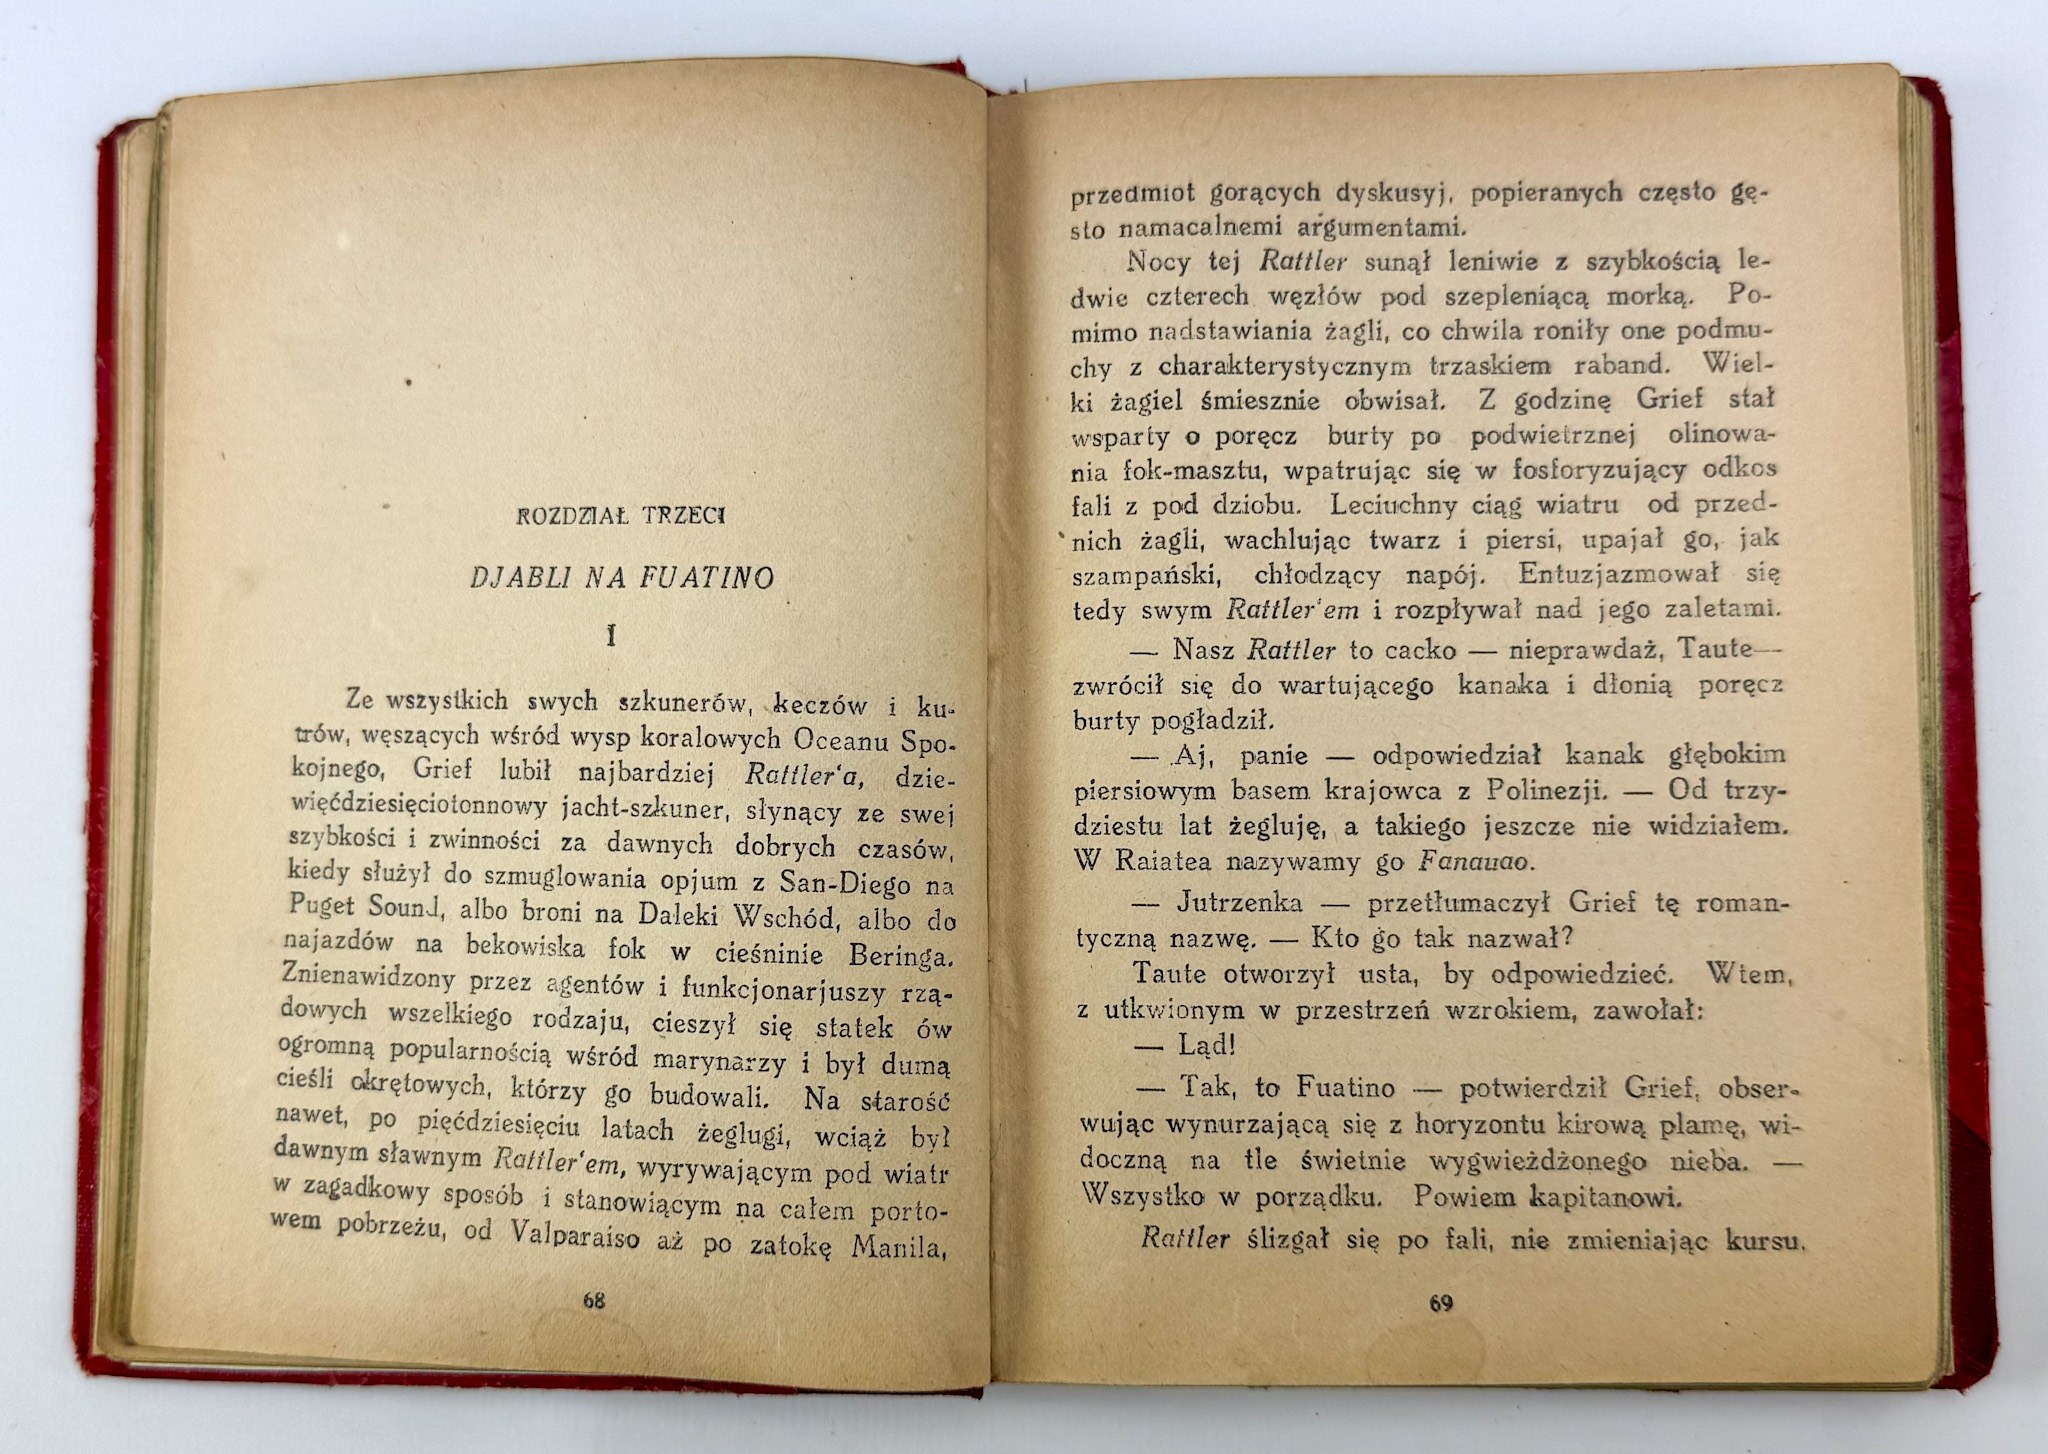 ROZDZIAŁ TRZECI
DJABLI NA FUATINO
I
Ze wszystkich swych szkunerów, keczów i ku-
trów, węszących wśród wysp koralowych Oceanu Spo-
kojnego, Grief lubił najbardziej Rattler‘a, dzie-
więćdziesięciotonnowy jacht-szkuner, słynący ze swej
szybkości i zwinności za dawnych dobrych czasów,
kiedy służył do szmuglowania opjum z San-Diego na
Puget Sound, albo broni na Daleki Wschód, albo do
najazdów na bekowiska fok w cieśninie Beringa.
Znienawidzony przez agentów i funkcjonarjuszy rzą-
dowych wszelkiego rodzaju, cieszył się statek ów
ogromną popularnością wśród marynarzy i był dumą
cieśli okrętowych, którzy go budowali. Na starość
nawet, po pięćdziesięciu latach żeglugi, wciąż był
dawnym sławnym Rattler‘em, wyrywającym pod wiatr
w zagadkowy sposób i stanowiącym na całem porto-
wem pobrzeżu, od Valparaiso aż po zatokę Manila,
68
przedmiot gorących dyskusyj, popieranych często gę-
sto namacalnemi argumentami.
Nocy tej Rattler sunął leniwie z szybkością le-
dwie czterech węzłów pod szepleniącą morką. Po-
mimo nadstawiania żagli, co chwila roniły one podmu-
chy z charakterystycznym trzaskiem raband. Wiel-
ki żagiel śmiesznie obwisał. Z godzinę Grief stał
wsparty o poręcz burty po podwietrznej olinowa-
nia fok-masztu, wpatrując się w fosforyzujący odkos
fali z pod dziobu. Leciuchny ciąg wiatru od przed-
nich żagli, wachlując twarz i piersi, upajał go, jak
szampański, chłodzący napój. Entuzjazmował się
tedy swym Rattler‘em i rozpływał nad jego zaletami.
— Nasz Rattler to cacko — nieprawdaż, Taute —
zwrócił się do wartującego kanaka i dłonią poręcz
burty pogładził.
— Aj, panie — odpowiedział kanak głębokim
piersiowym basem krajowca z Polinezji. — Od trzy-
dziestu lat żegluję, a takiego jeszcze nie widziałem.
W Raiatea nazywamy go Fanauao.
— Jutrzenka — przetłumaczył Grief tę roman-
tyczną nazwę. — Kto go tak nazwał?
Taute otworzył usta, by odpowiedzieć. Wtem,
z utkwionym w przestrzeń wzrokiem, zawołał:
— Ląd!
— Tak, to Fuatino — potwierdził Grief, obser-
wując wynurzającą się z horyzontu kirową plamę, wi-
doczną na tle świetnie wygwieżdżonego nieba. —
Wszystko w porządku. Powiem kapitanowi.
Rattler ślizgał się po fali, nie zmieniając kursu.
69